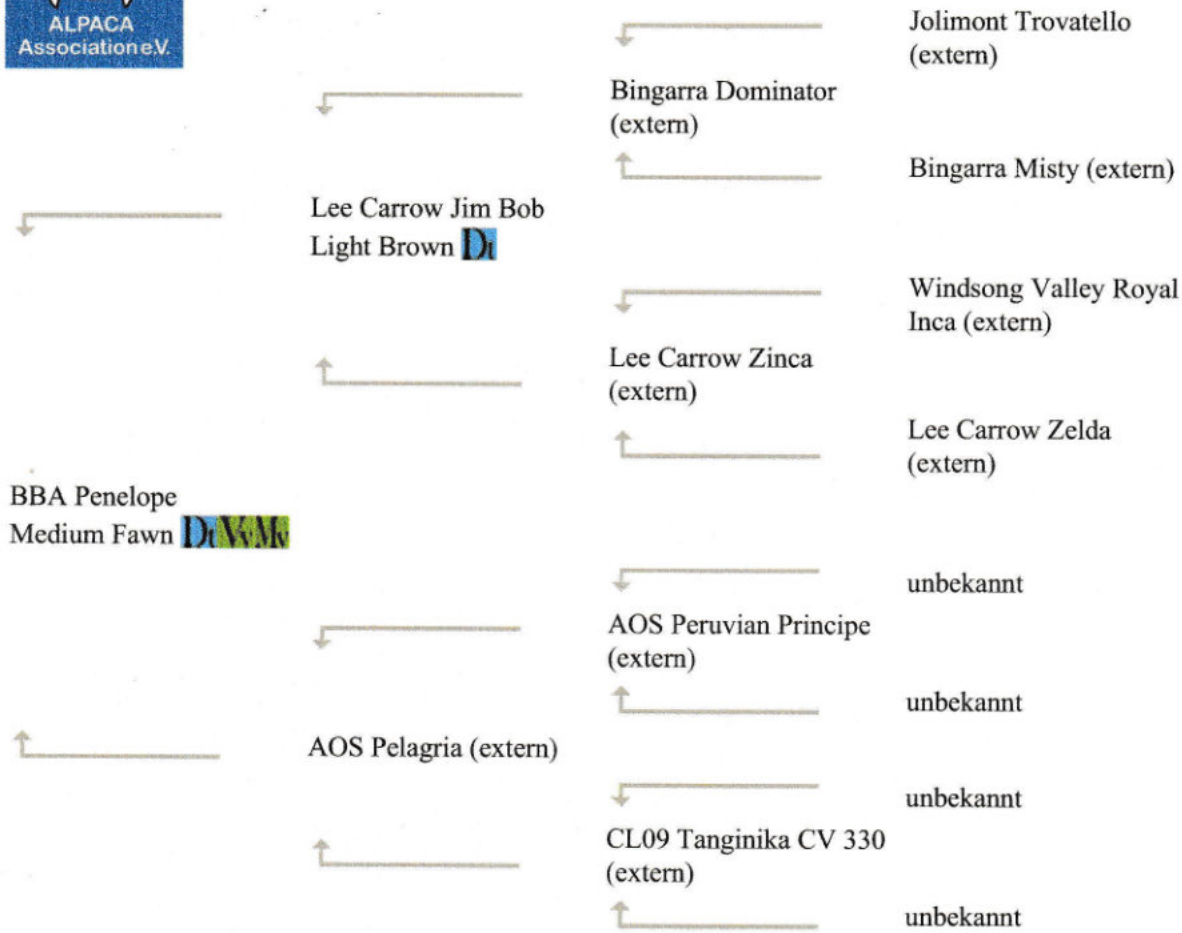 ALPACA
Association e.V.
Jolimont Trovatello
(extern)
Bingarra Dominator
(extern)
Bingarra Misty (extern)
Lee Carrow Jim Bob
Light Brown Dt
Windsong Valley Royal
Inca (extern)
Lee Carrow Zinca
(extern)
Lee Carrow Zelda
(extern)
BBA Penelope
Medium Fawn Dt Vv Mv
unbekannt
AOS Peruvian Principe
(extern)
unbekannt
AOS Pelagria (extern)
unbekannt
CL09 Tanginika CV 330
(extern)
unbekannt